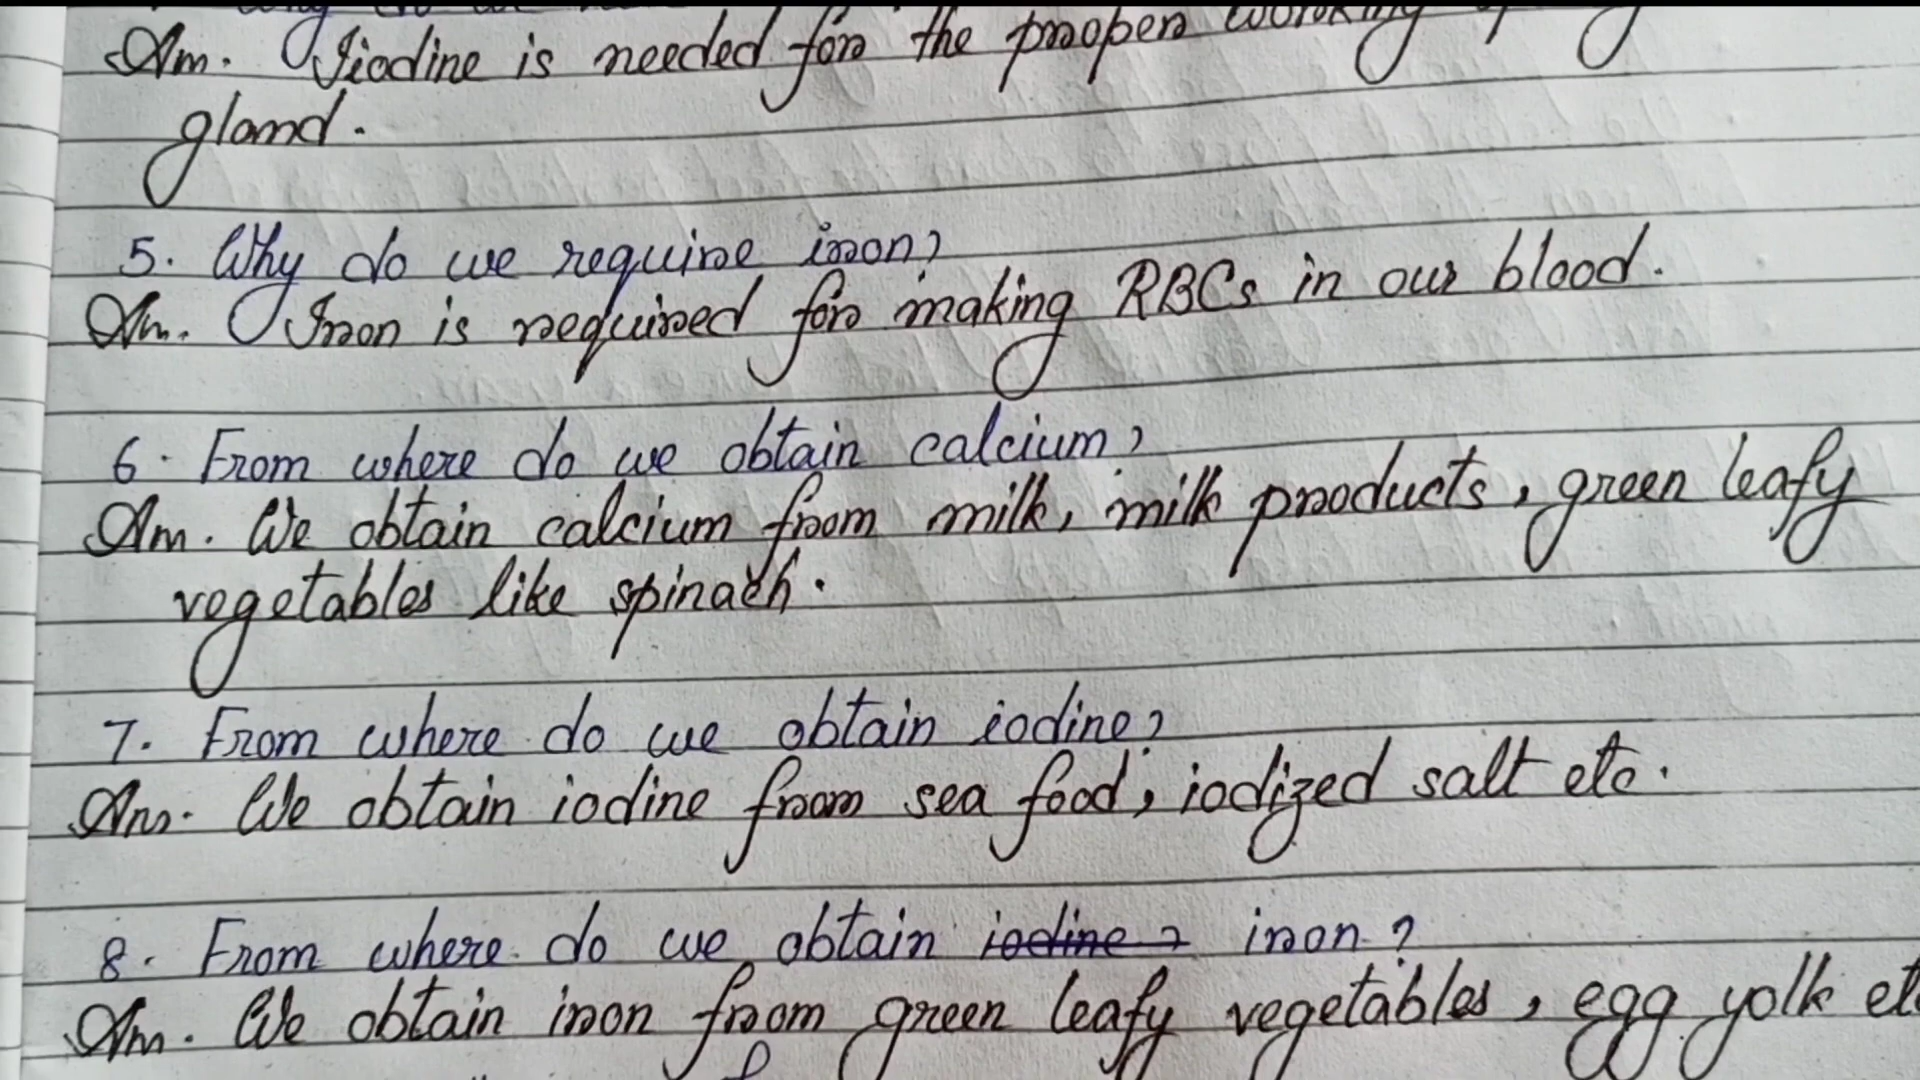 Ans. Iodine is needed for the proper working of
gland.
5. Why do we require iron?
Ans. Iron is required for making RBCs in our blood.
6. From where do we obtain calcium?
Ans. We obtain calcium from milk, milk products, green leafy
vegetables like spinach.
7. From where do we obtain iodine?
Ans. We obtain iodine from sea food, iodized salt etc.
8. From where do we obtain iodine? iron?
Ans. We obtain iron from green leafy vegetables, egg yolk etc